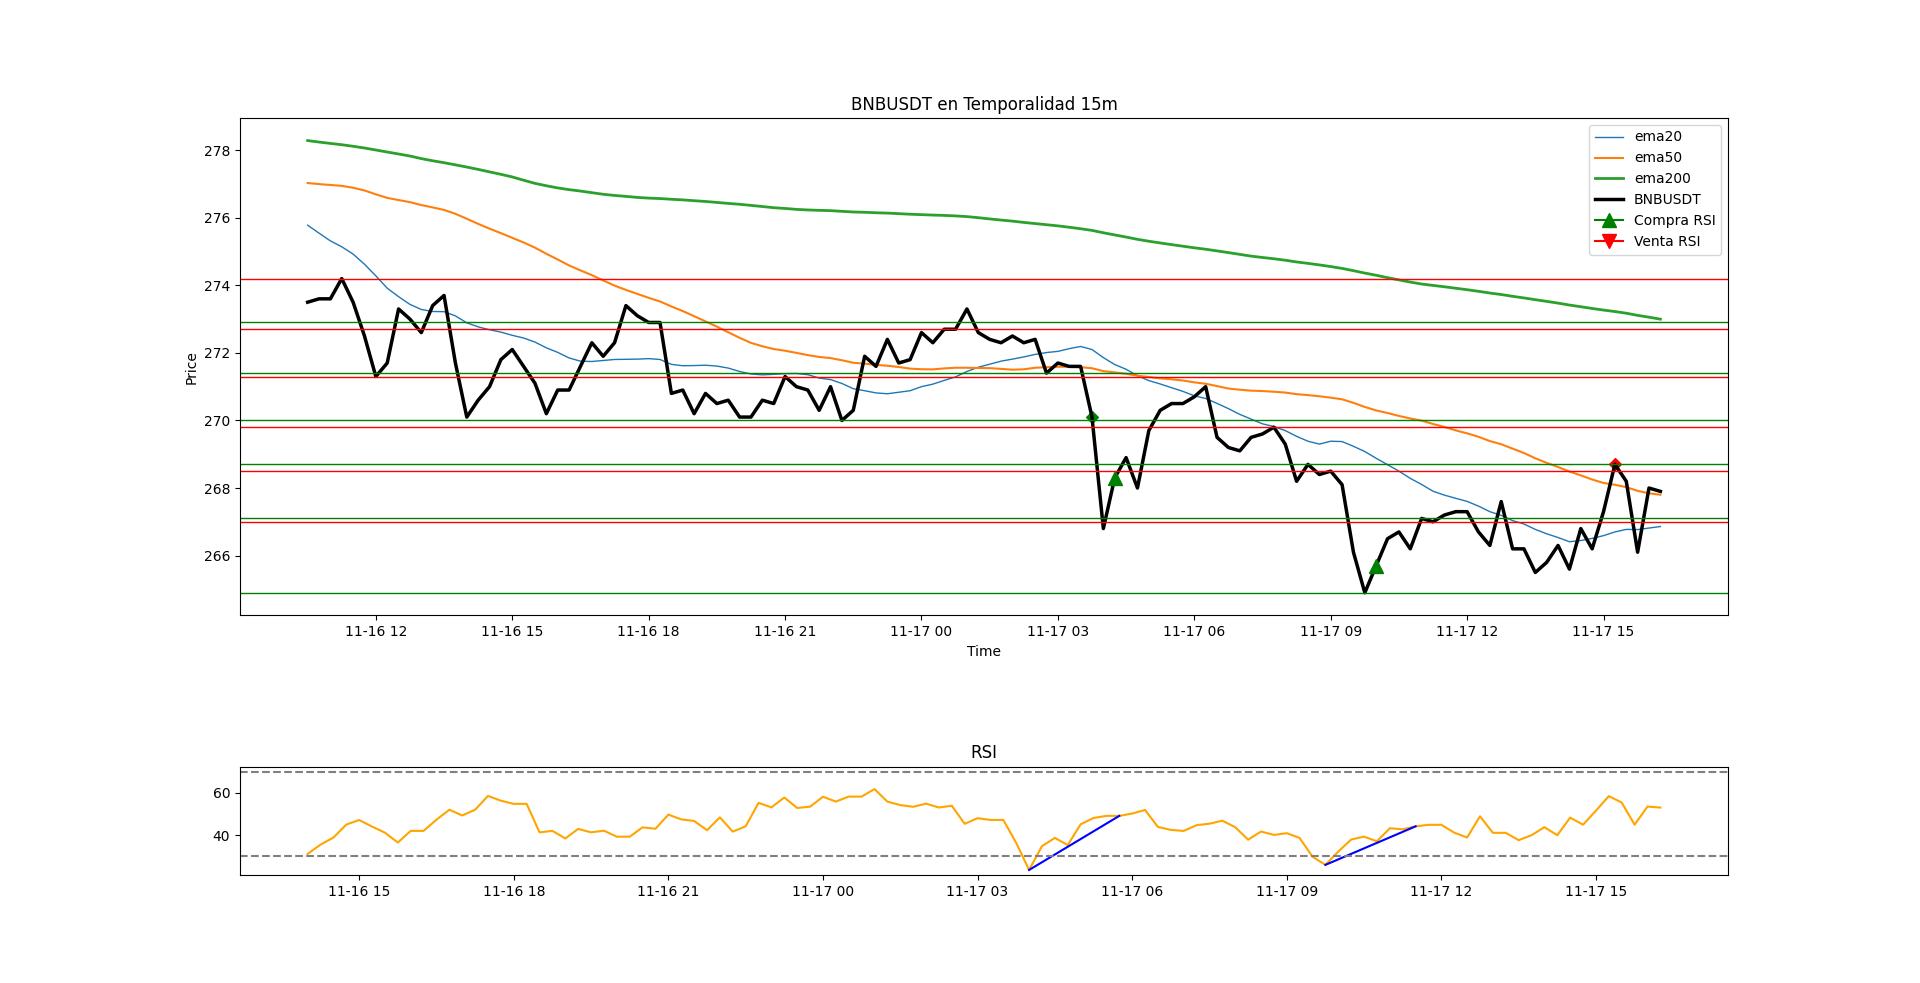 BNBUSDT en Temporalidad 15m
278
276
274
272
270
268
266
Price
ema20
ema50
ema200
BNBUSDT
Compra RSI
Venta RSI
11-16 12 11-16 15 11-16 18 11-16 21 11-17 00 11-17 03 11-17 06 11-17 09 11-17 12 11-17 15
Time
RSI
60
40
11-16 15 11-16 18 11-16 21 11-17 00 11-17 03 11-17 06 11-17 09 11-17 12 11-17 15